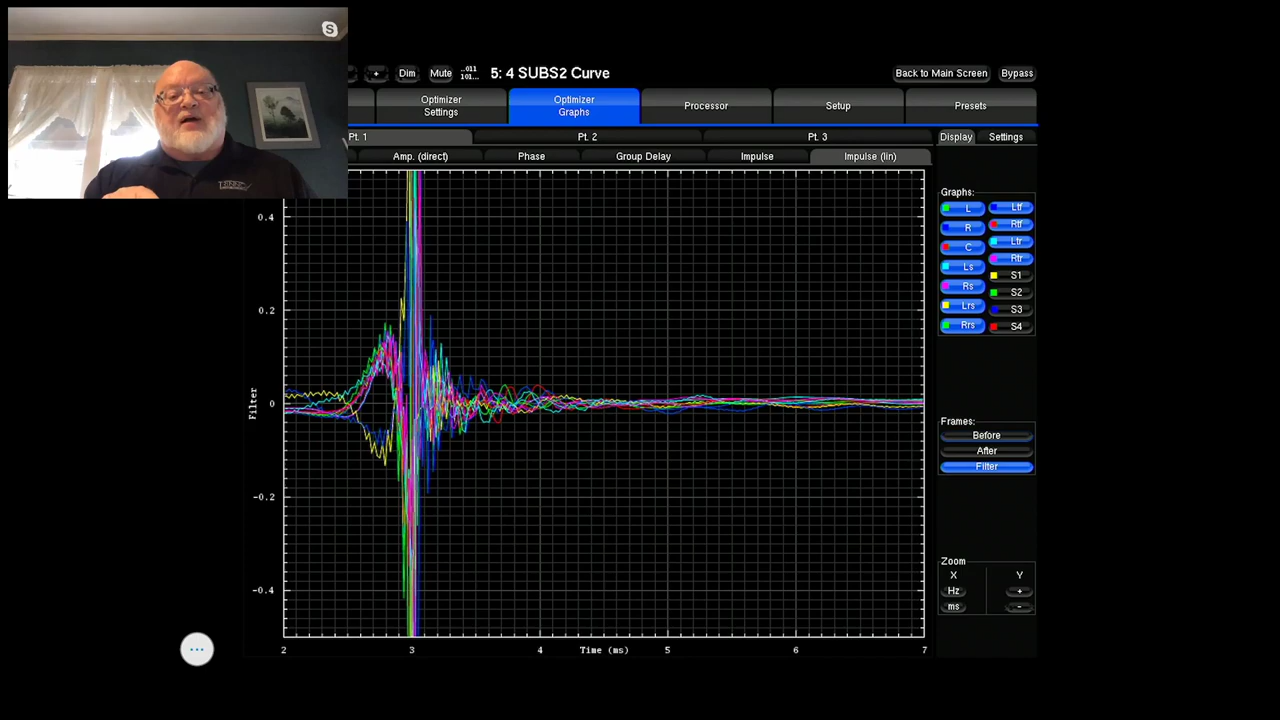 + Dim Mute ..011 101... 5: 4 SUBS2 Curve Back to Main Screen Bypass
Optimizer Settings
Optimizer Graphs
Processor
Setup
Presets
Pt. 1 Pt. 2 Pt. 3 Display Settings
Amp. (direct) Phase Group Delay Impulse Impulse (lin)
Graphs:
L Ltf
R Rtf
C Ltr
Ls Rtr
Rs S1
Lrs S2
Rrs S3
S4
Frames:
Before
After
Filter
Zoom
X Y
Hz +
ms -
Filter
0.4
0.2
0
-0.2
-0.4
2 3 4 Time (ms) 5 6 7